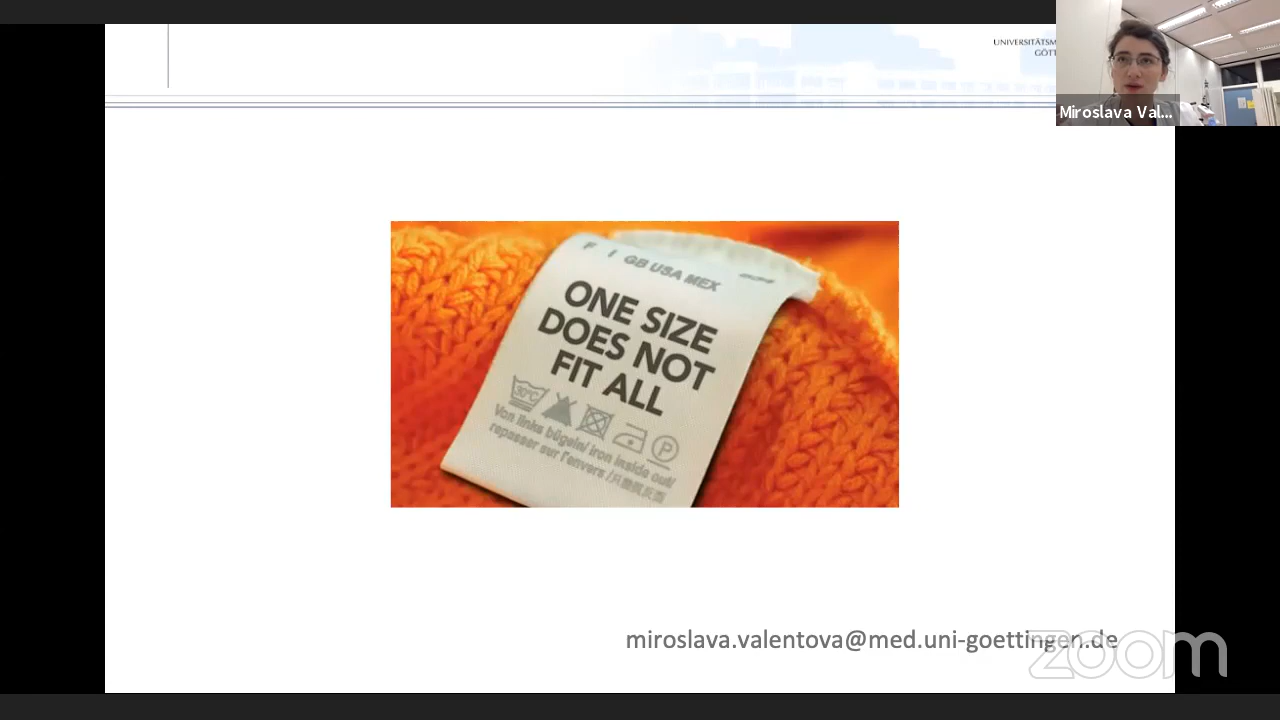 UNIVERSITÄTSM
GÖTT
Miroslava Val...
F I GB USA MEX
ONE SIZE
DOES NOT
FIT ALL
30°C
P
Von links bügeln/ iron inside out/
repasser sur l'envers /
miroslava.valentova@med.uni-goettingen.de
zoom